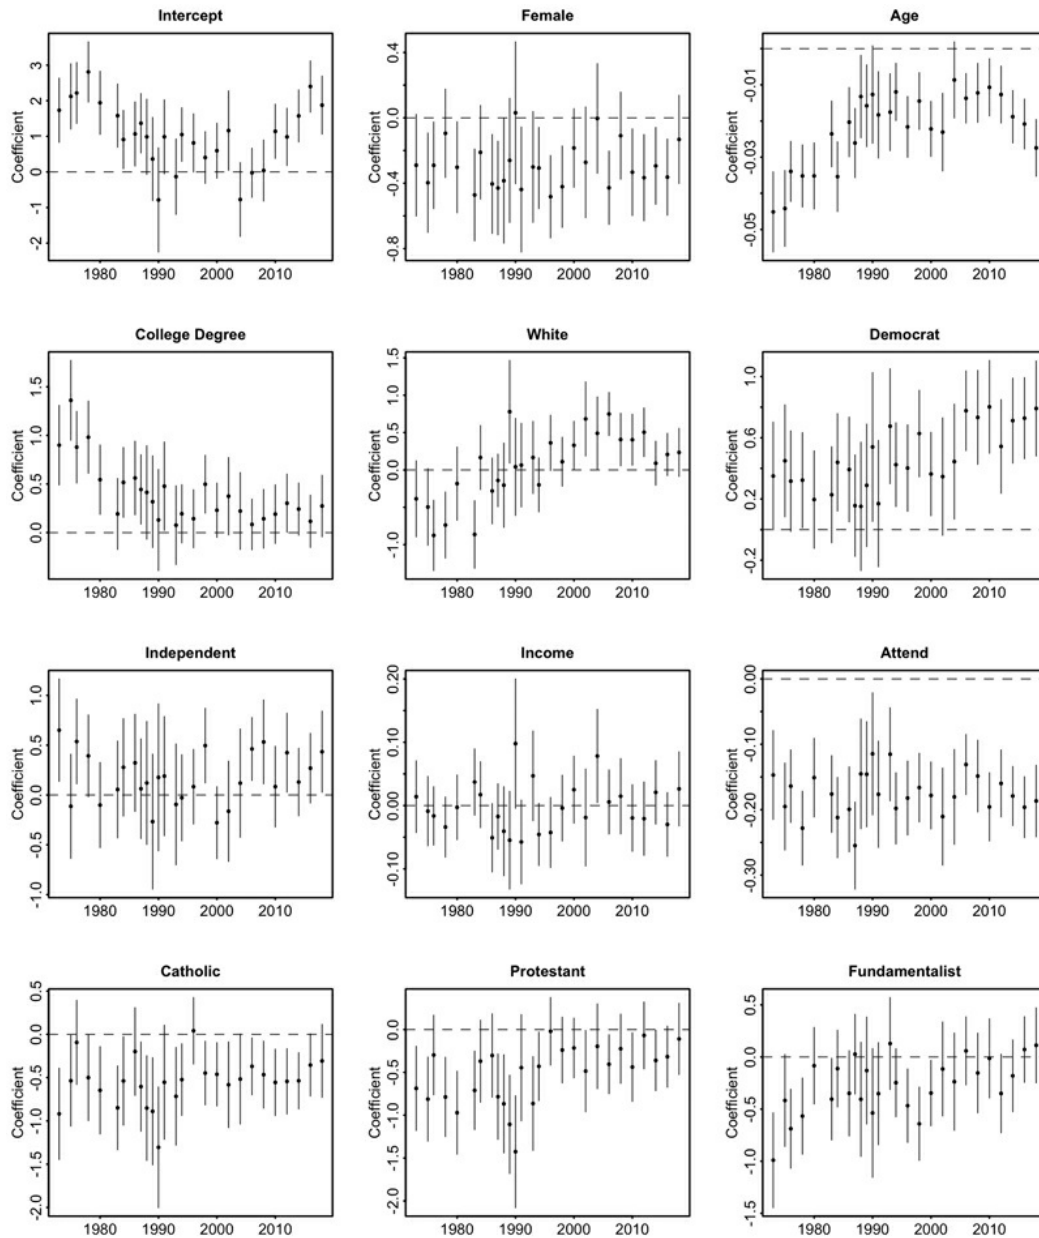 Intercept
Coefficient
3
2
1
0
-1
-2
1980 1990 2000 2010
Female
Coefficient
0.4
0.0
-0.4
-0.8
1980 1990 2000 2010
Age
Coefficient
-0.01
-0.03
-0.05
1980 1990 2000 2010
College Degree
Coefficient
1.5
1.0
0.5
0.0
1980 1990 2000 2010
White
Coefficient
1.5
1.0
0.5
0.0
-1.0
1980 1990 2000 2010
Democrat
Coefficient
1.0
0.6
0.2
-0.2
1980 1990 2000 2010
Independent
Coefficient
1.0
0.5
0.0
-0.5
-1.0
1980 1990 2000 2010
Income
Coefficient
0.20
0.10
0.00
-0.10
1980 1990 2000 2010
Attend
Coefficient
0.00
-0.10
-0.20
-0.30
1980 1990 2000 2010
Catholic
Coefficient
0.5
0.0
-0.5
-1.0
-2.0
1980 1990 2000 2010
Protestant
Coefficient
0.0
-0.5
-1.0
-2.0
1980 1990 2000 2010
Fundamentalist
Coefficient
0.5
0.0
-0.5
-1.0
-1.5
1980 1990 2000 2010